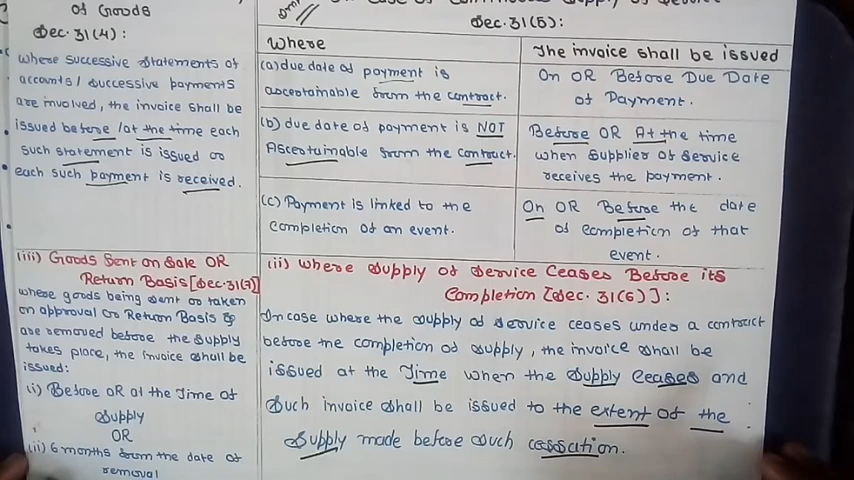 of Goods
Sec. 31(4):
where successive statements of
accounts / successive payments
are involved, the invoice shall be
issued before / at the time each
such statement is issued or
each such payment is received.
(iii) Goods Sent on Sale OR
Return Basis [Sec. 31(7)]
where goods being sent or taken
on approval or Return Basis &
are removed before the supply
takes place, the invoice shall be
issued:
(i) Before OR at the Time of
Supply
OR
(ii) 6 months from the date of
removal
Sec. 31(5):
Where
The invoice shall be issued
(a) due date of payment is
ascertainable from the contract.
On OR Before Due Date
of Payment.
(b) due date of payment is NOT
Ascertainable from the contract.
Before OR At the time
when supplier of service
receives the payment.
(c) Payment is linked to the
completion of an event.
On OR Before the date
of completion of that
event.
(ii) Where Supply of Service Ceases Before its
Completion [Sec. 31(6)]:
In case where the supply of service ceases under a contract
before the completion of supply, the invoice shall be
issued at the Time when the Supply Ceases and
Such invoice shall be issued to the extent of the
Supply made before such cessation.